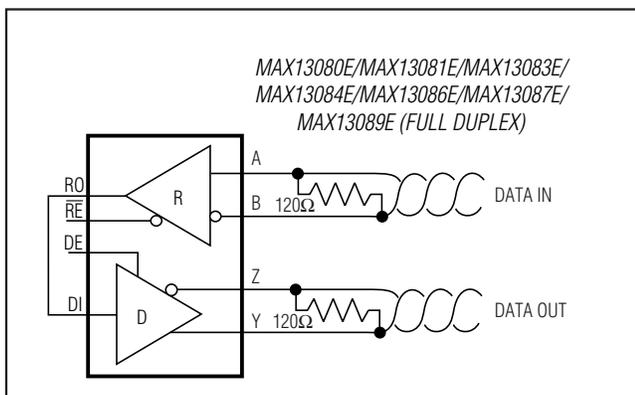 MAX13080E/MAX13081E/MAX13083E/
MAX13084E/MAX13086E/MAX13087E/
MAX13089E (FULL DUPLEX)
A
RO
R
B
120Ω
DATA IN
RE
DE
Z
DI
D
Y
120Ω
DATA OUT